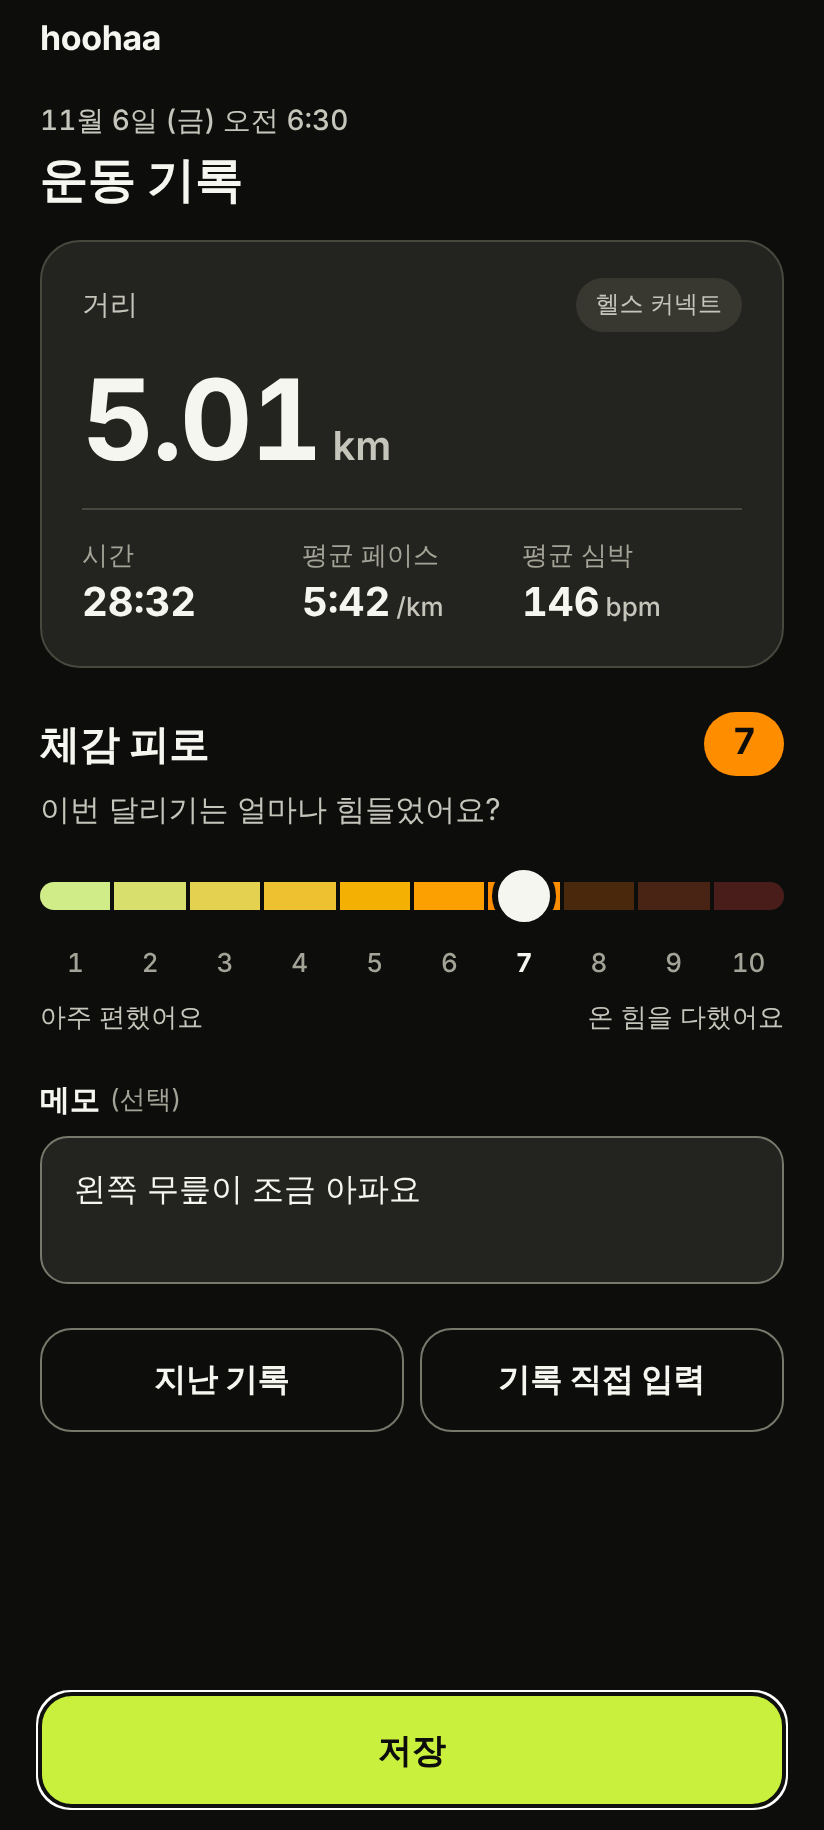 hoohaa
11월 6일 (금) 오전 6:30
운동 기록
거리
헬스 커넥트
5.01 km
시간 평균 페이스 평균 심박
28:32 5:42 /km 146 bpm
체감 피로 7
이번 달리기는 얼마나 힘들었어요?
1 2 3 4 5 6 7 8 9 10
아주 편했어요 온 힘을 다했어요
메모 (선택)
왼쪽 무릎이 조금 아파요
지난 기록 기록 직접 입력
저장